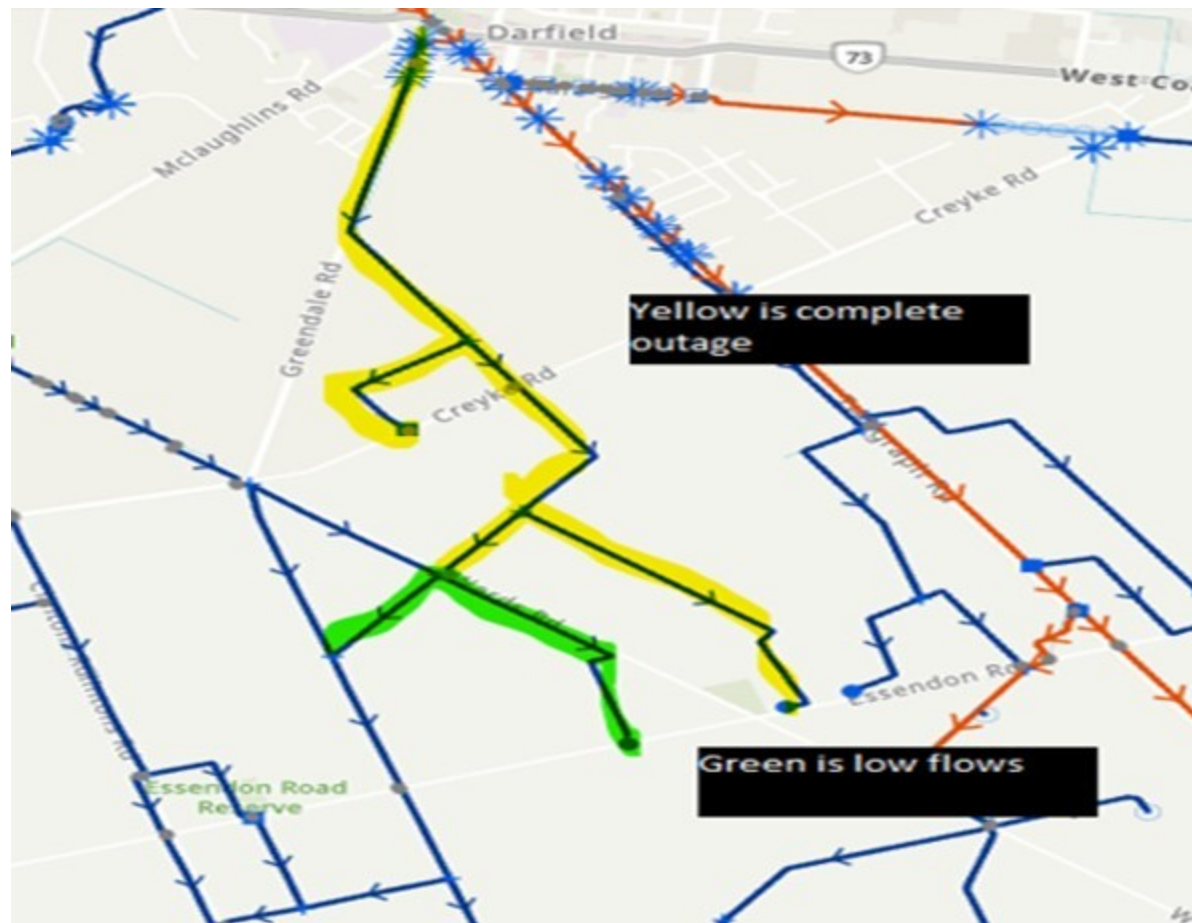 Darfield
73
West Co
Mclaughlins Rd
Creyke Rd
Greendale Rd
Yellow is complete
outage
Creyke Rd
Essendon Rd
Green is low flows
Essendon Road
Reserve